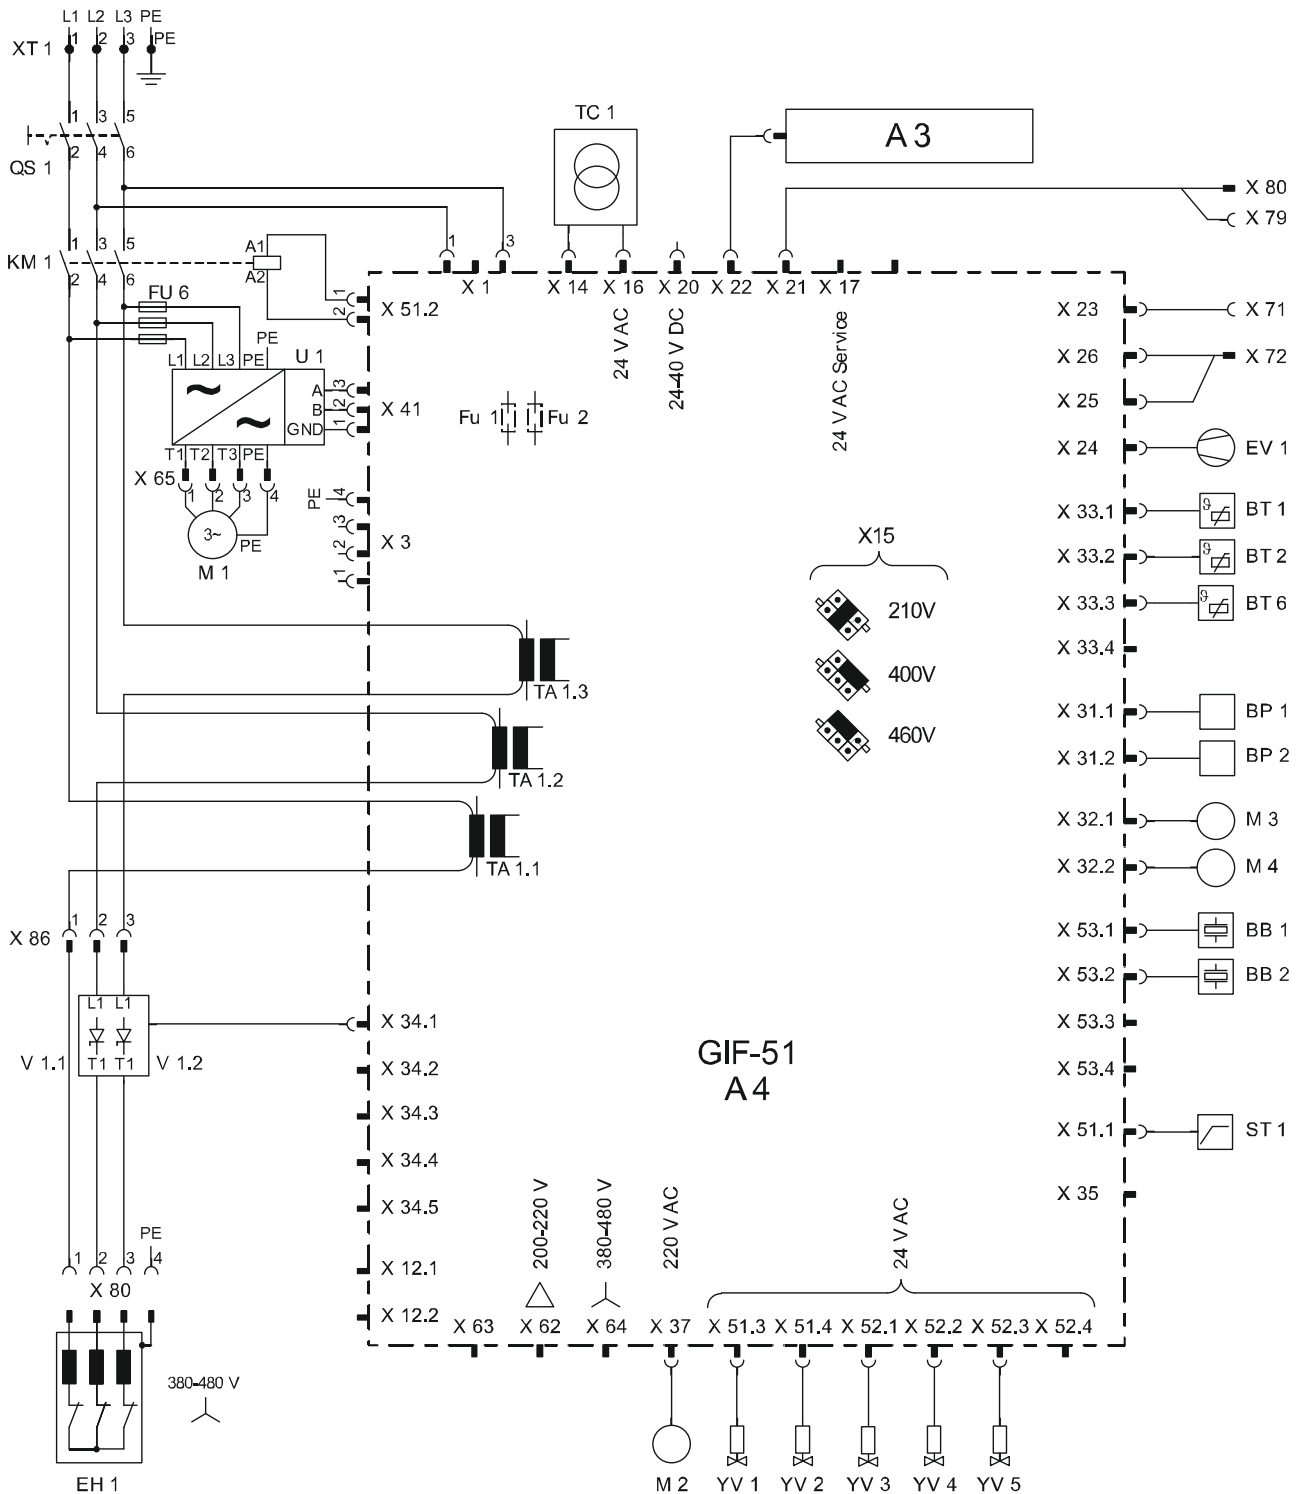 L1 L2 L3 PE
XT 1 1 2 3 PE
1 3 5
QS 1 2 4 6
TC 1
A 3
X 80
X 79
1 3 5
KM 1
2 4 6
A1
A2
1 3
X 1 X 14 X 16 X 20 X 22 X 21 X 17
24 V AC
24-40 V DC
24 V AC Service
FU 6
1
2
X 51.2
X 23 X 71
X 26 X 72
X 25
X 24 EV 1
L1 L2 L3 PE PE
U 1
~
~
A 3
B 2
GND 1
X 41
Fu 1 Fu 2
T1 T2 T3 PE
X 65
1 2 3 4
3~
PE
M 1
PE 4
3
2
1
X 3
X15
210V
400V
460V
X 33.1 ϑ BT 1
X 33.2 ϑ BT 2
X 33.3 ϑ BT 6
X 33.4
TA 1.3
TA 1.2
TA 1.1
X 31.1 BP 1
X 31.2 BP 2
X 32.1 M 3
X 32.2 M 4
X 53.1 BB 1
X 53.2 BB 2
X 53.3
X 53.4
X 51.1 ST 1
X 35
X 86 1 2 3
L1 L1
V 1.1 T1 T1 V 1.2
X 34.1
X 34.2
X 34.3
X 34.4
X 34.5
X 12.1
X 12.2
GIF-51
A 4
PE
1 2 3 4
X 80
200-220 V
380-480 V
220 V AC
24 V AC
X 63 X 62 X 64 X 37 X 51.3 X 51.4 X 52.1 X 52.2 X 52.3 X 52.4
380-480 V
EH 1
M 2 YV 1 YV 2 YV 3 YV 4 YV 5